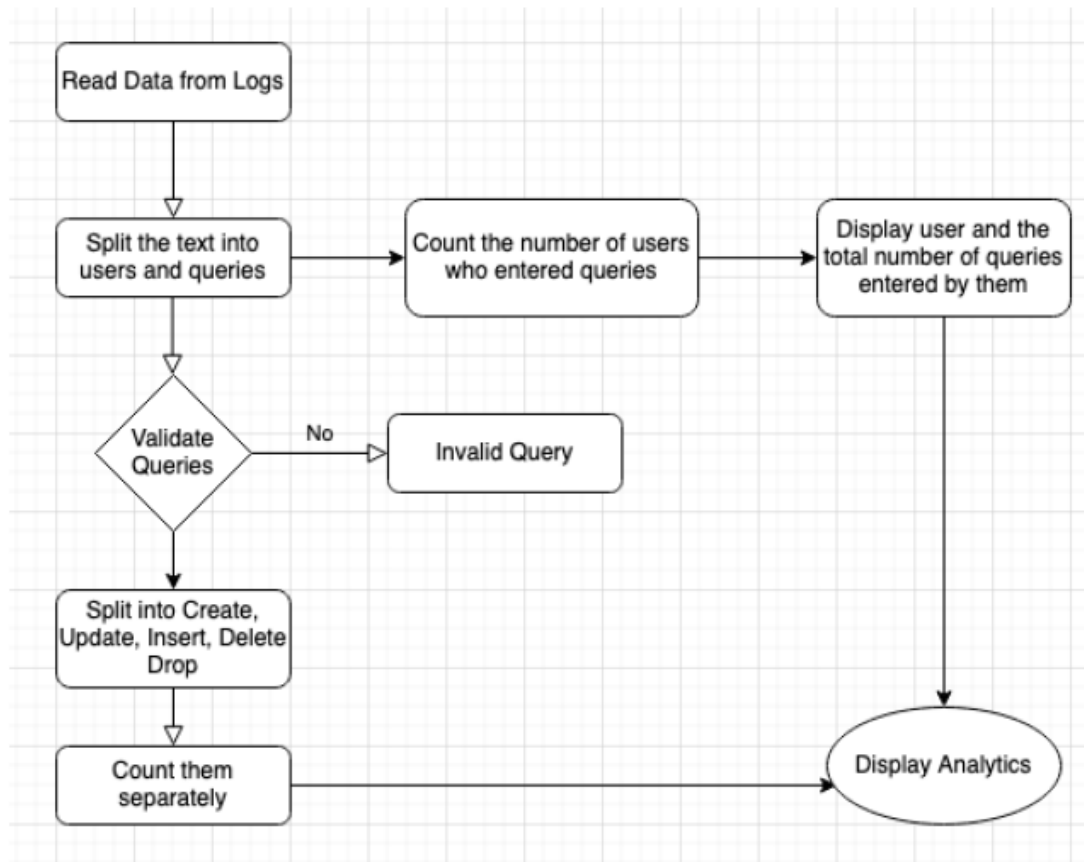 Read Data from Logs
Split the text into
users and queries
Count the number of users
who entered queries
Display user and the
total number of queries
entered by them
Validate
Queries
No
Invalid Query
Split into Create,
Update, Insert, Delete
Drop
Count them
separately
Display Analytics